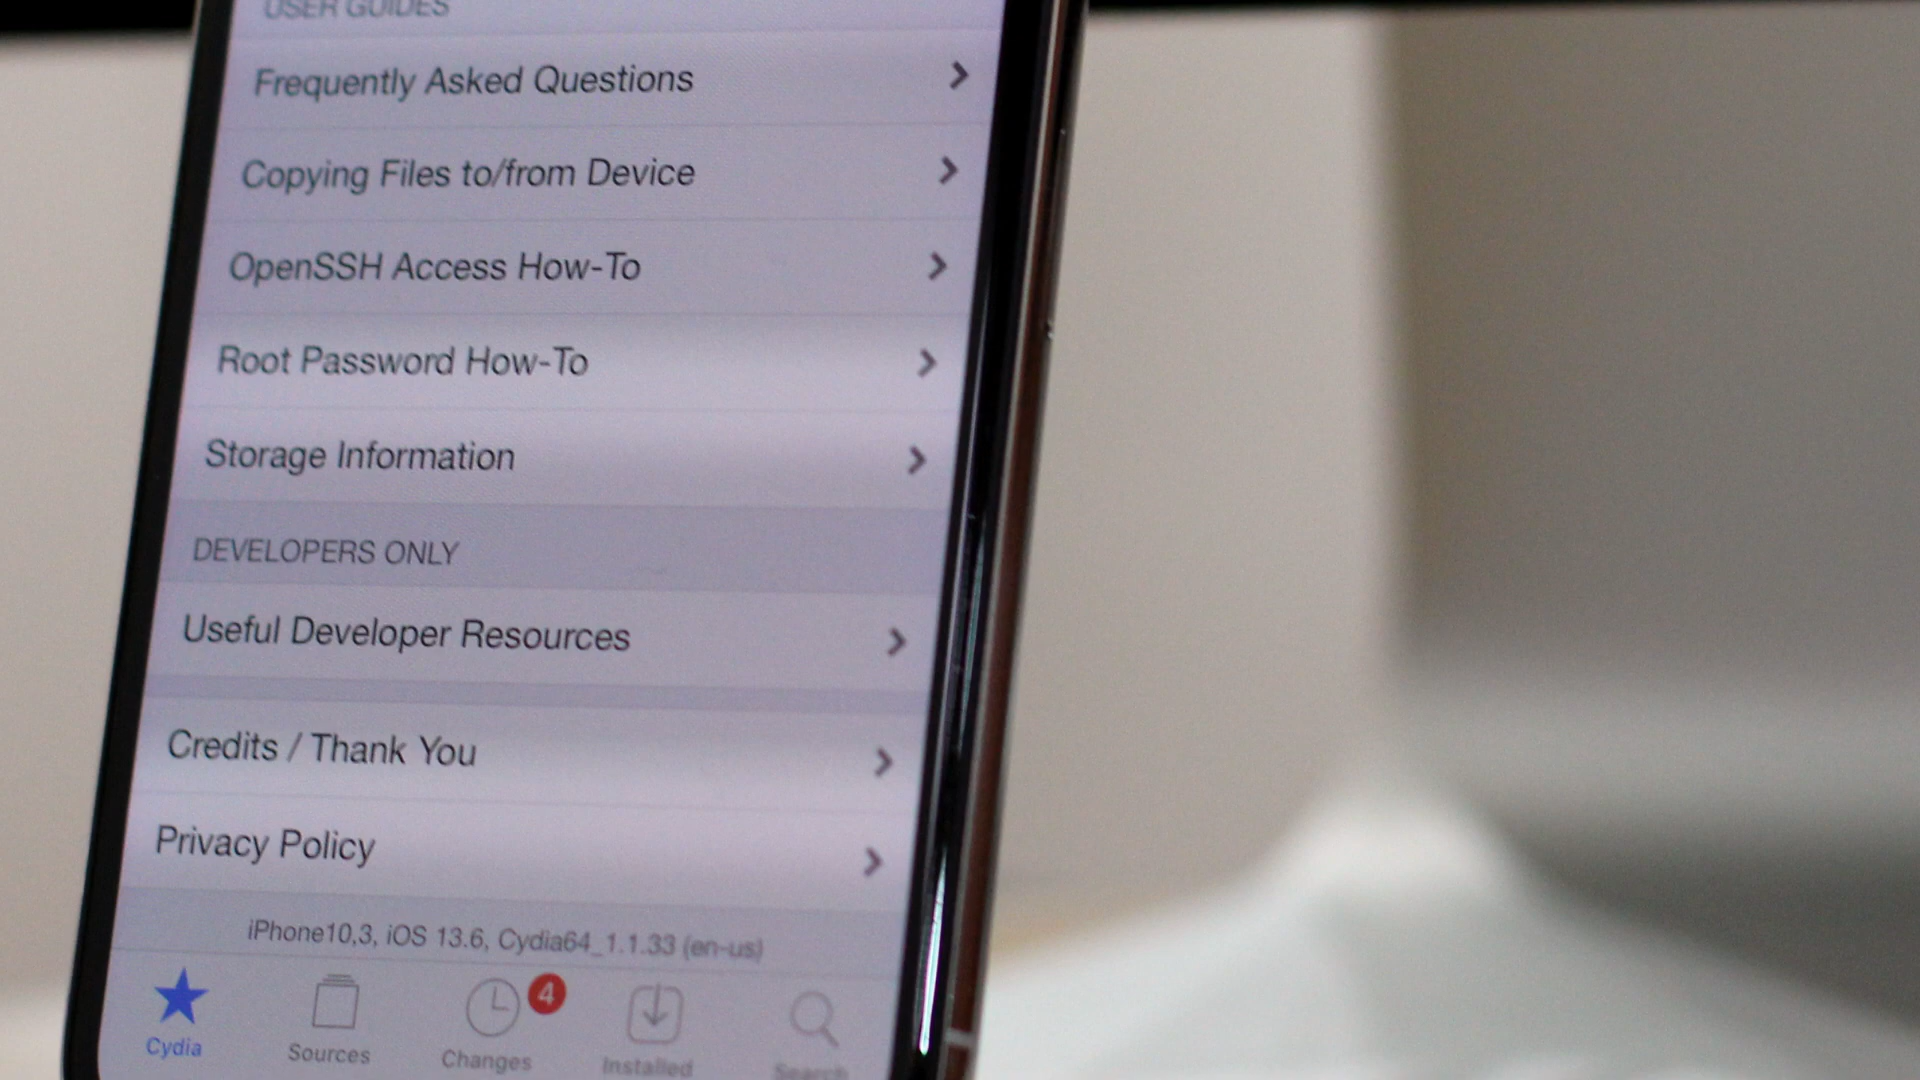 USER GUIDES
Frequently Asked Questions
Copying Files to/from Device
OpenSSH Access How-To
Root Password How-To
Storage Information
DEVELOPERS ONLY
Useful Developer Resources
Credits / Thank You
Privacy Policy
iPhone10,3, iOS 13.6, Cydia64_1.1.33 (en-us)
4
Cydia
Sources
Changes
Installed
Search